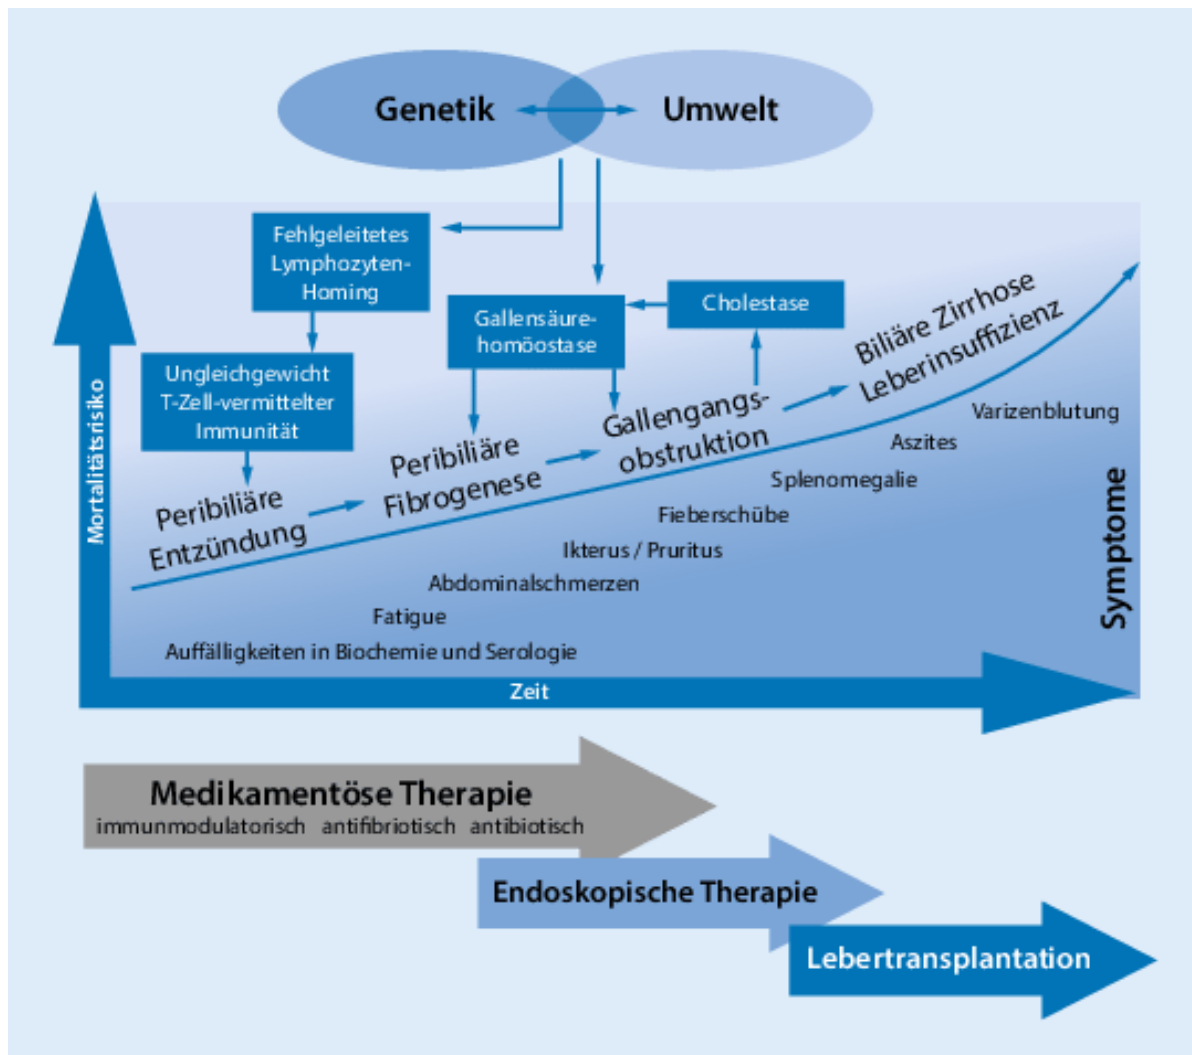 Genetik
Umwelt
Fehlgeleitetes
Lymphozyten-
Homing
Gallensäure-
homöostase
Cholestase
Ungleichgewicht
T-Zell-vermittelter
Immunität
Biliäre Zirrhose
Leberinsuffizienz
Gallengangs-
obstruktion
Peribiliäre
Fibrogenese
Peribiliäre
Entzündung
Mortalitätsrisiko
Varizenblutung
Aszites
Splenomegalie
Fieberschübe
Ikterus / Pruritus
Abdominalschmerzen
Fatigue
Auffälligkeiten in Biochemie und Serologie
Symptome
Zeit
Medikamentöse Therapie
immunmodulatorisch antifibriotisch antibiotisch
Endoskopische Therapie
Lebertransplantation